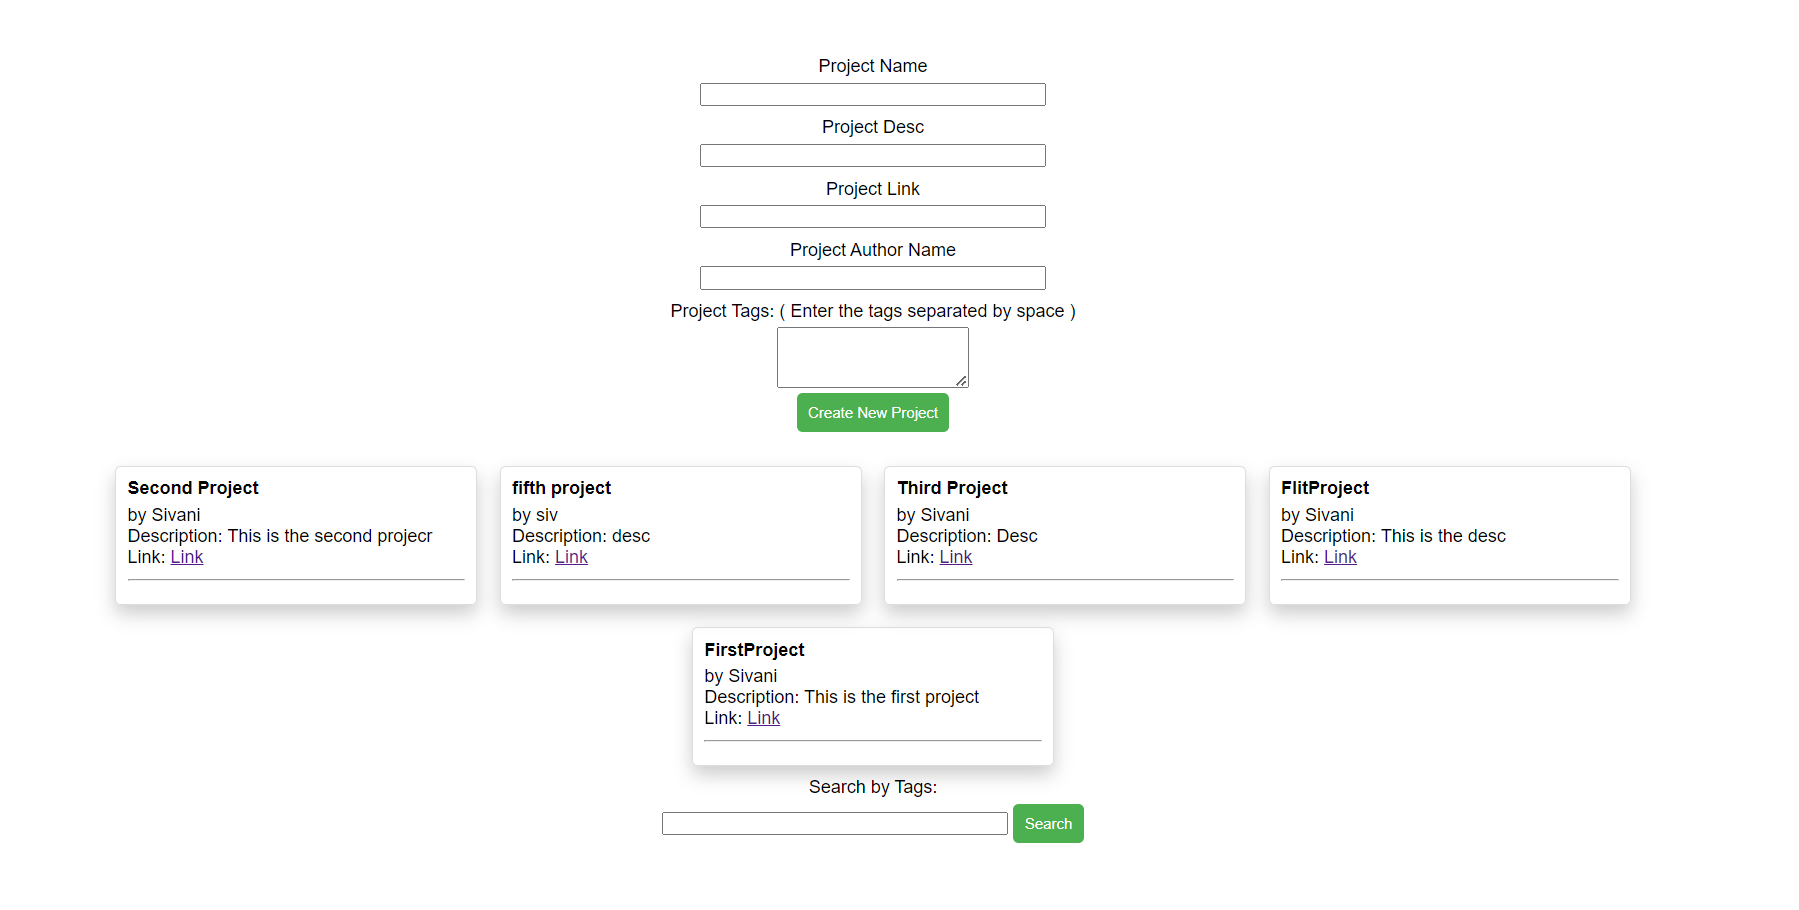 Project Name
Project Desc
Project Link
Project Author Name
Project Tags: ( Enter the tags separated by space )
Create New Project
Second Project
by Sivani
Description: This is the second projecr
Link: Link
fifth project
by siv
Description: desc
Link: Link
Third Project
by Sivani
Description: Desc
Link: Link
FlitProject
by Sivani
Description: This is the desc
Link: Link
FirstProject
by Sivani
Description: This is the first project
Link: Link
Search by Tags:
Search